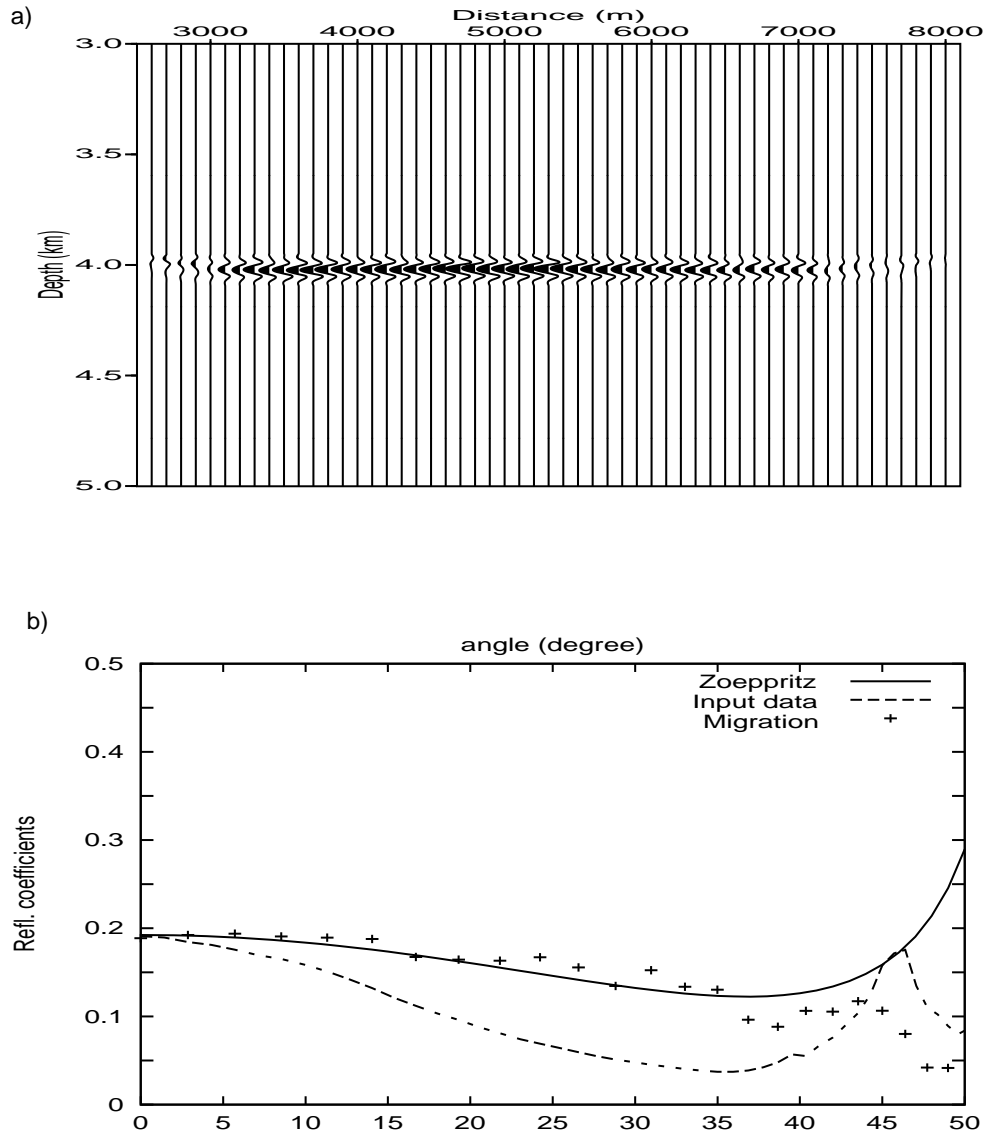 a)
Distance (m)
3000 4000 5000 6000 7000 8000
3.0
3.5
4.0
4.5
5.0
Depth (km)
b)
angle (degree)
0.5
0.4
0.3
0.2
0.1
0
Refl. coefficients
Zoeppritz
Input data
Migration
0 5 10 15 20 25 30 35 40 45 50